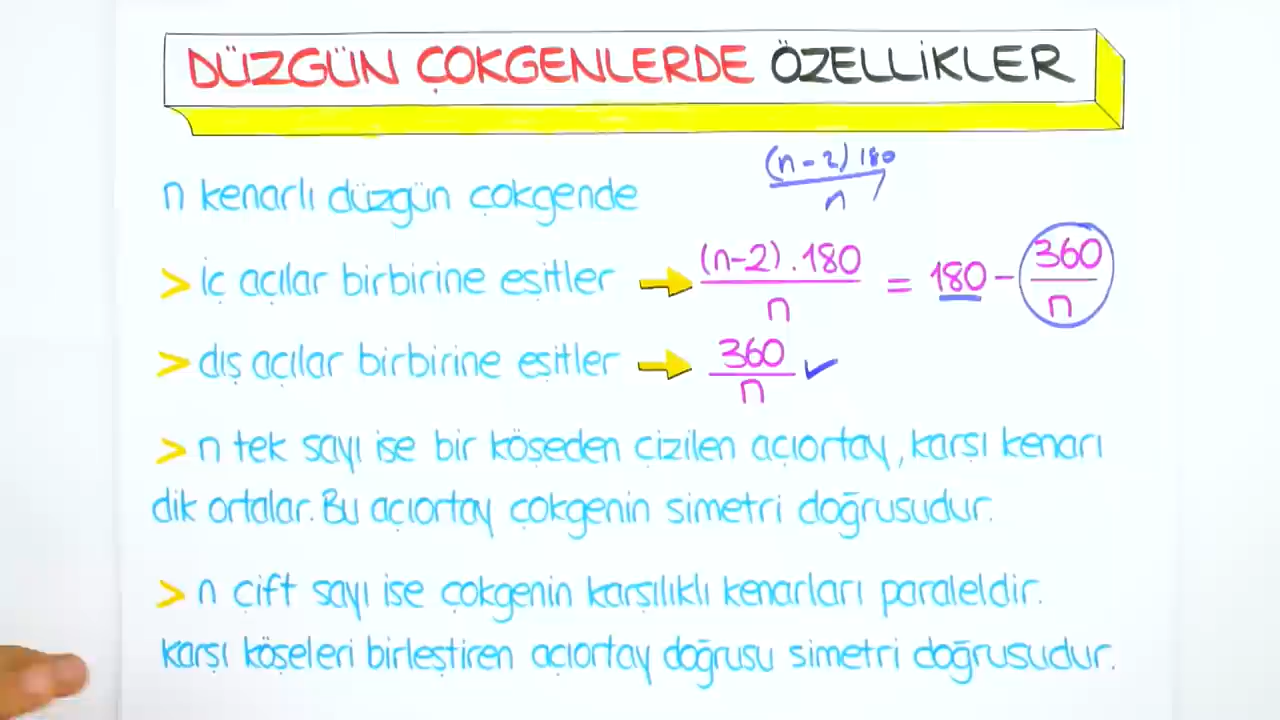 DÜZGÜN ÇOKGENLERDE ÖZELLİKLER
(n-2)180/n
n kenarlı düzgün çokgende
> iç açılar birbirine eşitler → (n-2).180/n = 180 - 360/n
> dış açılar birbirine eşitler → 360/n ✓
> n tek sayı ise bir köşeden çizilen açıortay, karşı kenarı
dik ortalar. Bu açıortay çokgenin simetri doğrusudur.
> n çift sayı ise çokgenin karşılıklı kenarları paraleldir.
karşı köşeleri birleştiren açıortay doğrusu simetri doğrusudur.